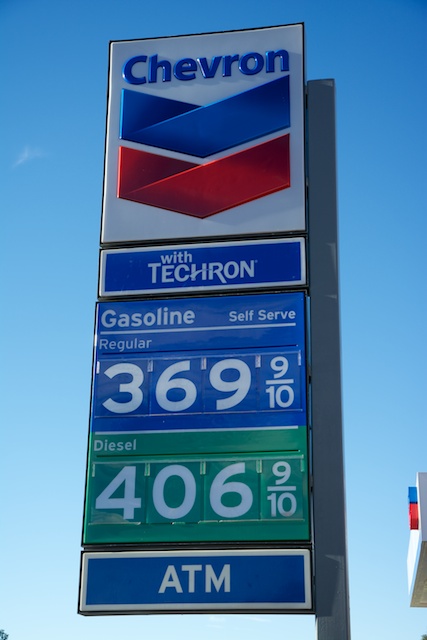 Chevron
with
TECHRON
Gasoline Self Serve
Regular
369 9/10
Diesel
406 9/10
ATM